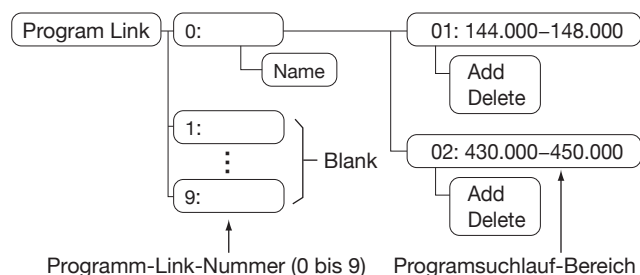 Program Link
0:
01: 144.000–148.000
Name
Add
Delete
1:
Blank
02: 430.000–450.000
9:
Add
Delete
Programm-Link-Nummer (0 bis 9)
Programsuchlauf-Bereich